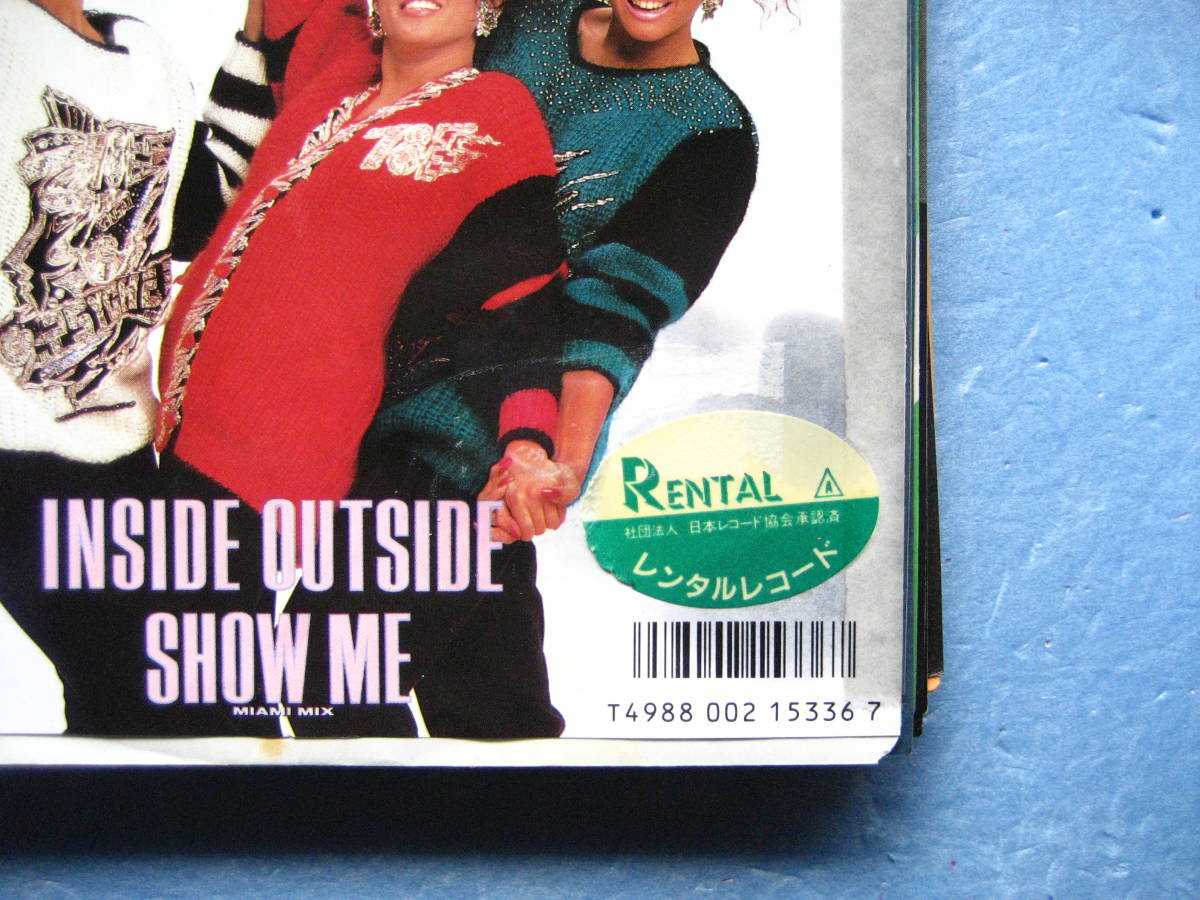 INSIDE OUTSIDE
SHOW ME
MIAMI MIX
RENTAL A
社団法人 日本レコード協会承認済
レンタルレコード
T4988 002 15336 7